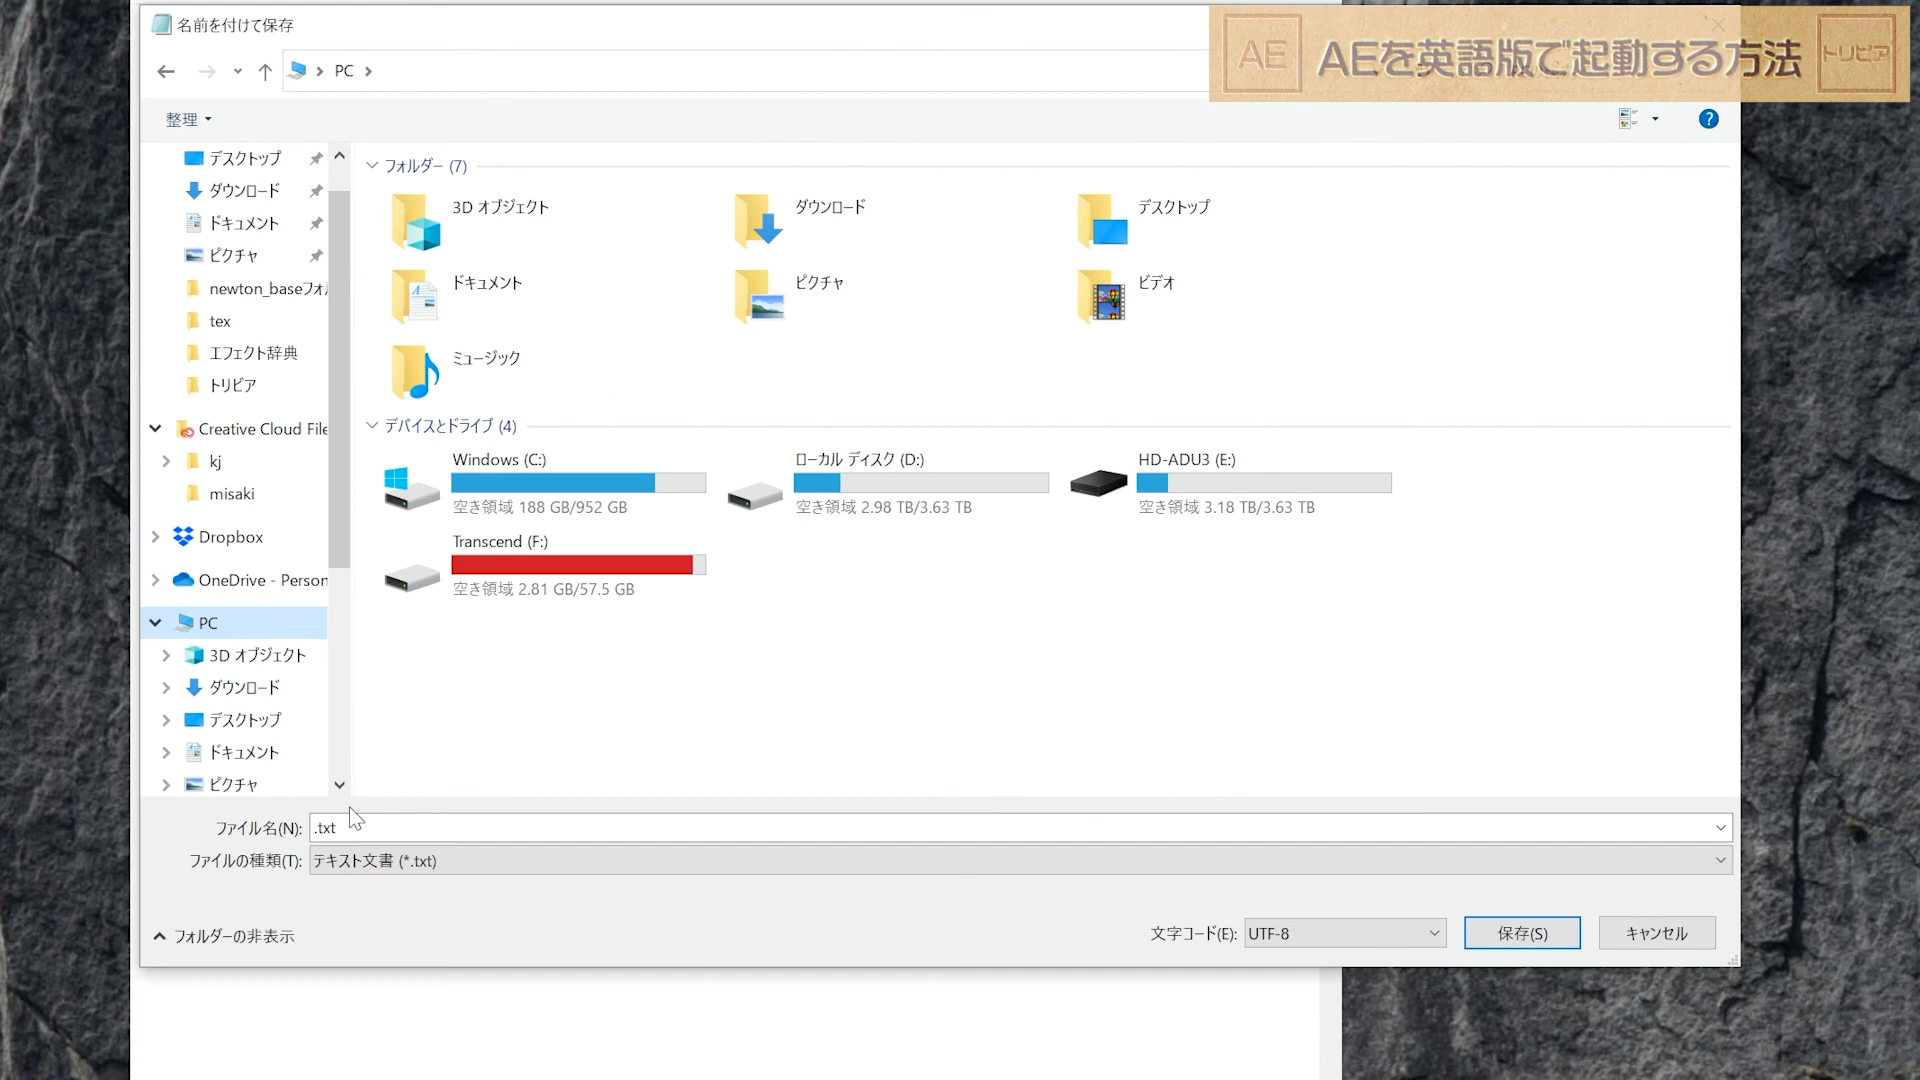 名前を付けて保存
AE
AEを英語版で起動する方法
トリビア
PC
整理
デスクトップ
ダウンロード
ドキュメント
ピクチャ
newton_baseフォル
tex
エフェクト辞典
トリビア
Creative Cloud File
kj
misaki
Dropbox
OneDrive - Person
PC
3D オブジェクト
ダウンロード
デスクトップ
ドキュメント
ピクチャ
フォルダー (7)
3D オブジェクト
ダウンロード
デスクトップ
ドキュメント
ピクチャ
ビデオ
ミュージック
デバイスとドライブ (4)
Windows (C:)
空き領域 188 GB/952 GB
ローカル ディスク (D:)
空き領域 2.98 TB/3.63 TB
HD-ADU3 (E:)
空き領域 3.18 TB/3.63 TB
Transcend (F:)
空き領域 2.81 GB/57.5 GB
ファイル名(N): .txt
ファイルの種類(T): テキスト文書 (*.txt)
フォルダーの非表示
文字コード(E): UTF-8
保存(S)
キャンセル